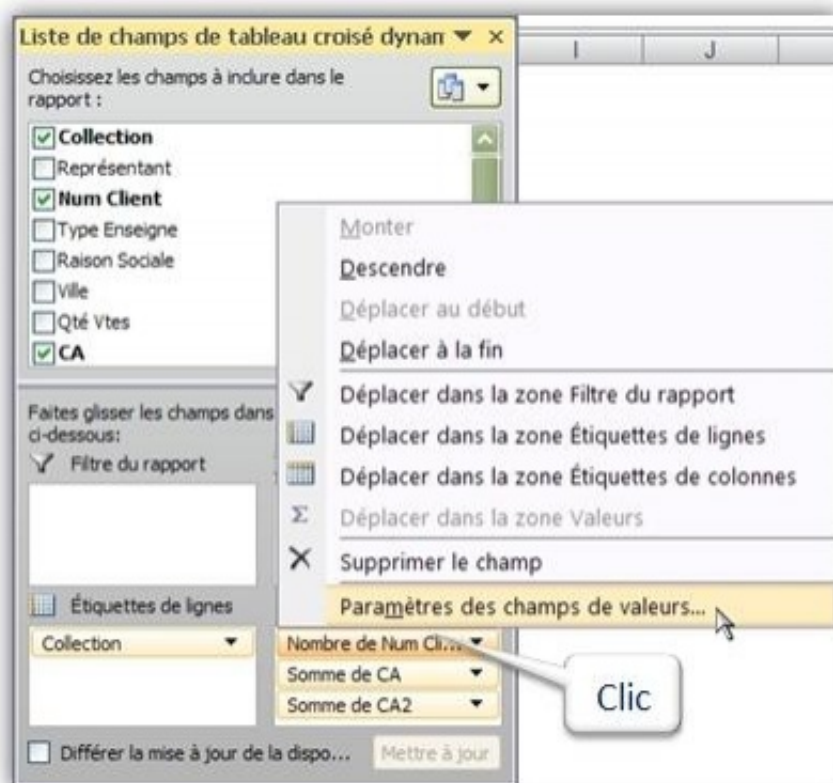 Liste de champs de tableau croisé dynam
I J
Choisissez les champs à inclure dans le
rapport :
Collection
Représentant
Num Client
Type Enseigne
Raison Sociale
Ville
Qté Vtes
CA
Monter
Descendre
Déplacer au début
Déplacer à la fin
Déplacer dans la zone Filtre du rapport
Déplacer dans la zone Étiquettes de lignes
Déplacer dans la zone Étiquettes de colonnes
Σ Déplacer dans la zone Valeurs
Supprimer le champ
Paramètres des champs de valeurs...
Faites glisser les champs dans
ci-dessous:
Filtre du rapport
Étiquettes de lignes
Collection
Nombre de Num Cli...
Somme de CA
Somme de CA2
Clic
Différer la mise à jour de la dispo...
Mettre à jour